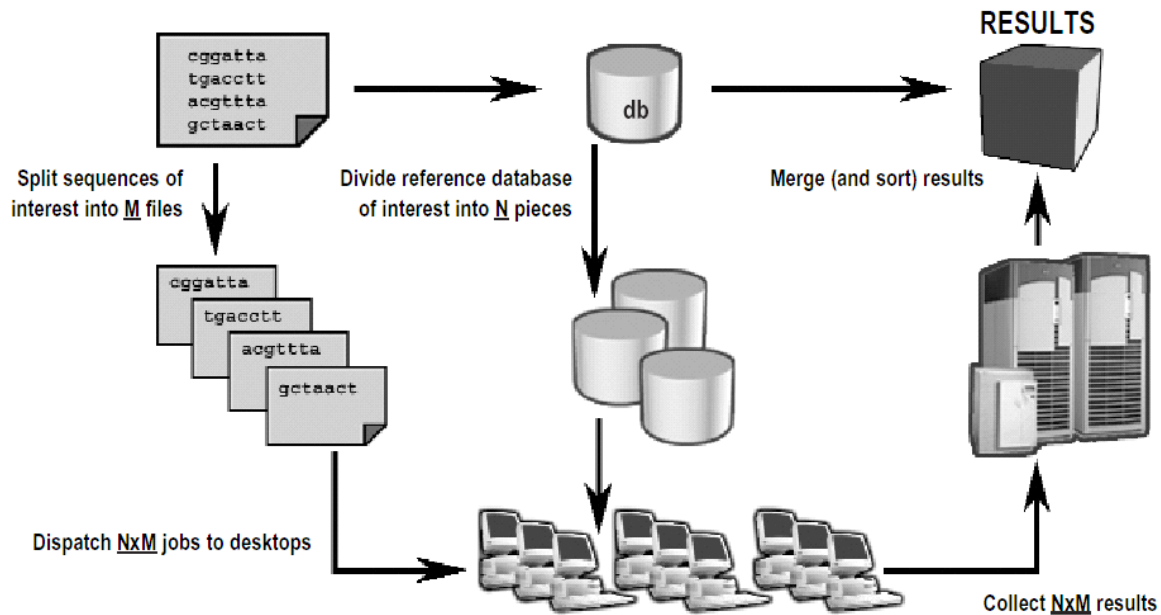 RESULTS
cggatta
tgacctt
acgttta
gctaact
db
Split sequences of
interest into M files
Divide reference database
of interest into N pieces
Merge (and sort) results
cggatta
tgacctt
acgttta
gctaact
Dispatch NxM jobs to desktops
Collect NxM results